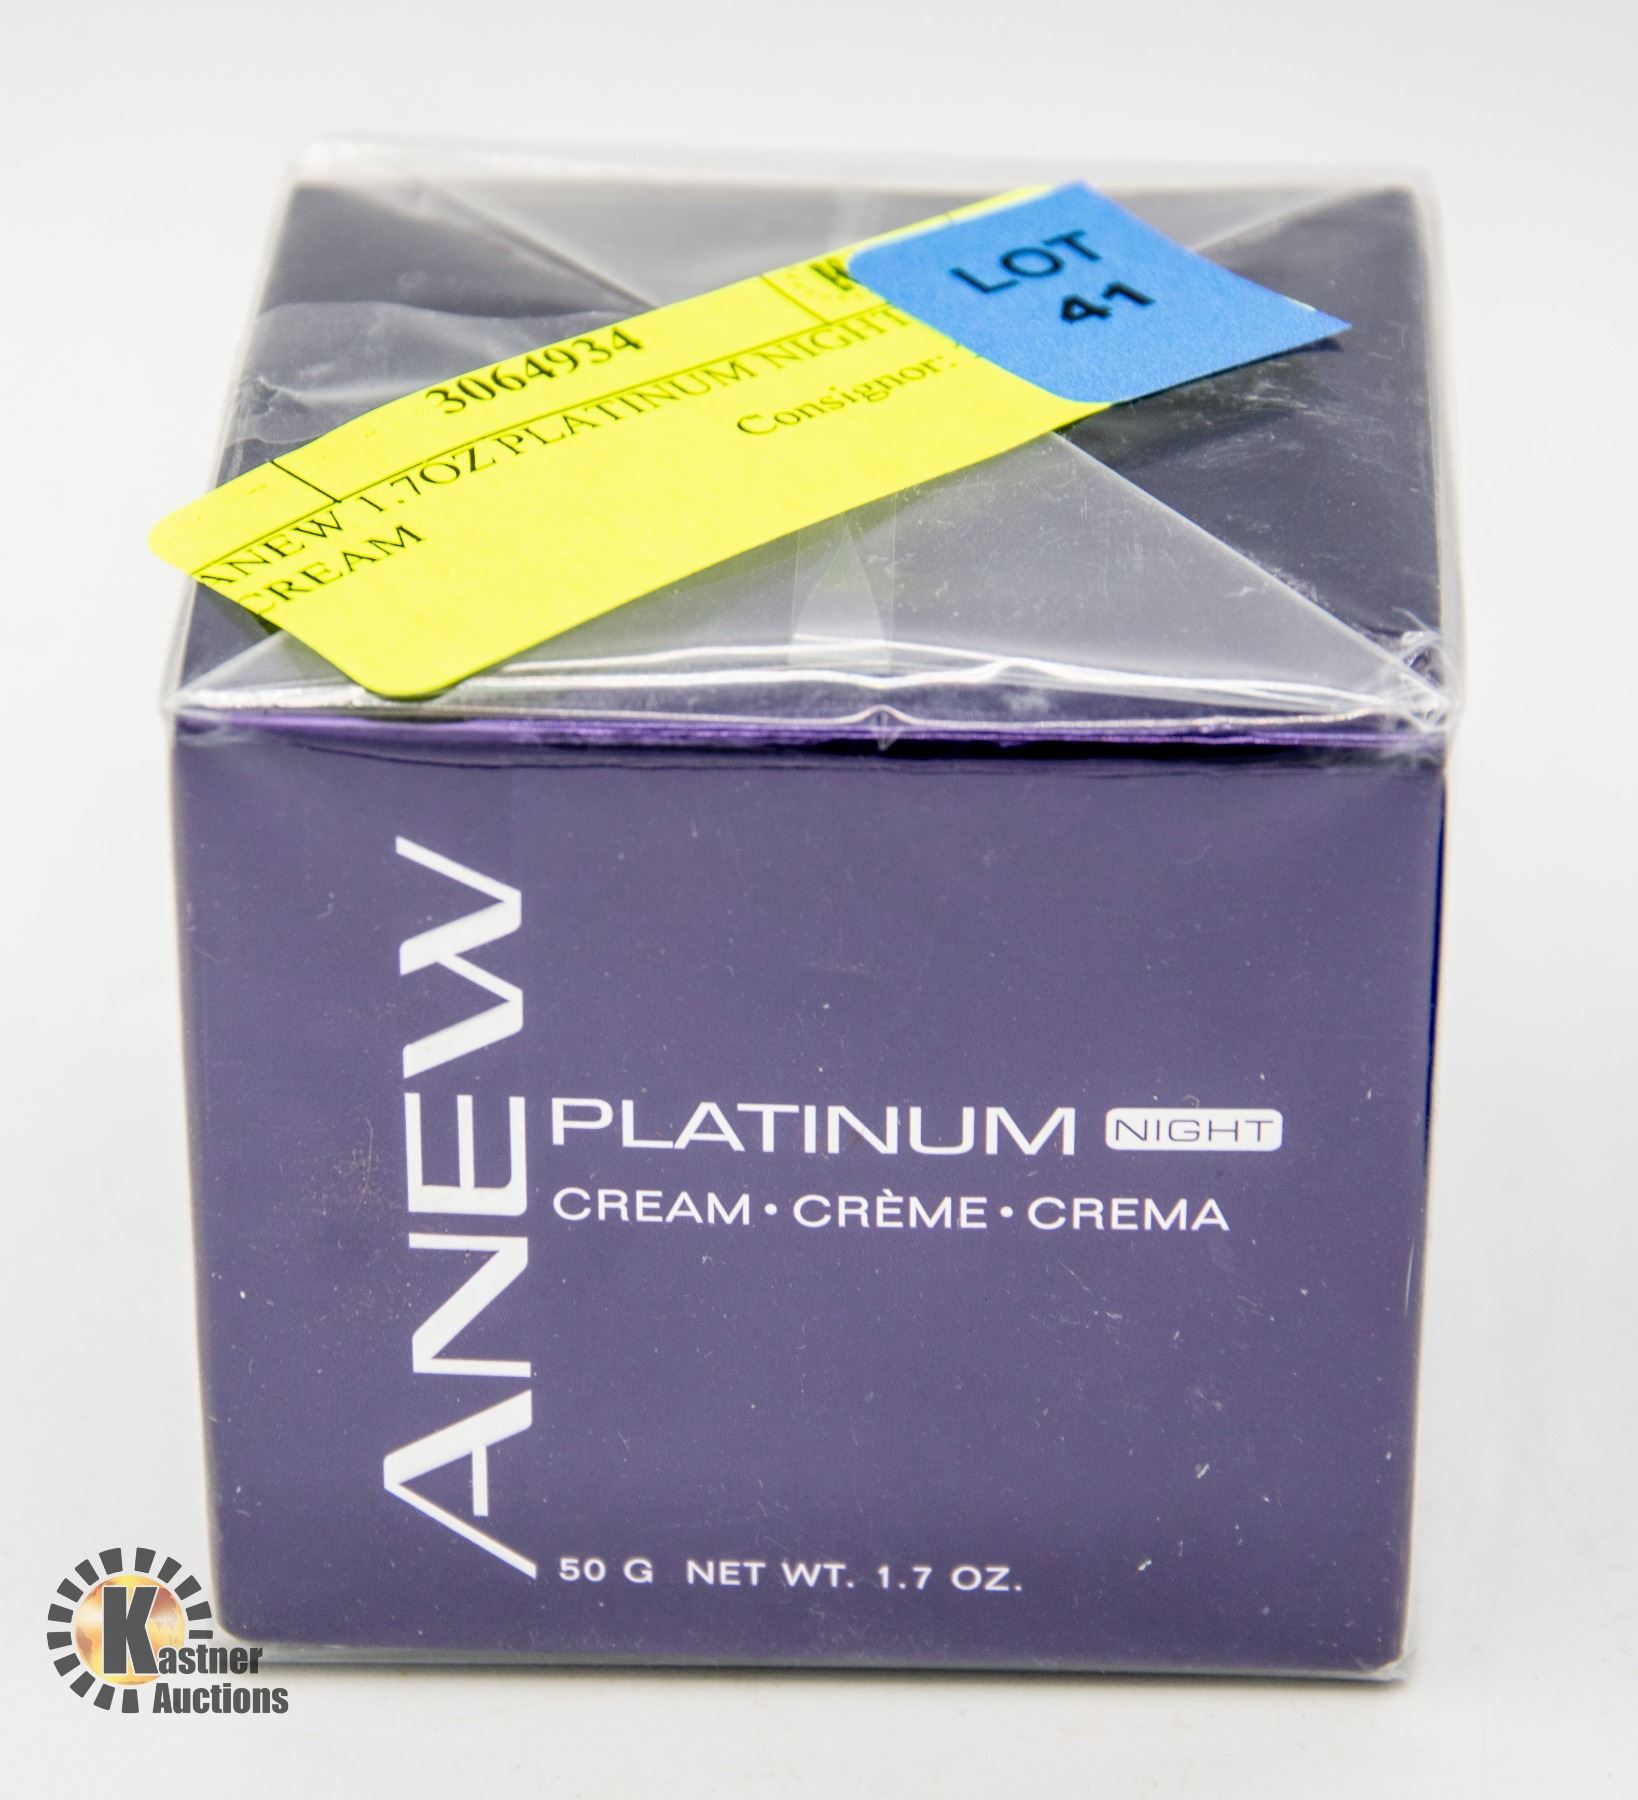 LOT
41
3064934
ANEW 1.7OZ PLATINUM NIGHT
CREAM
Consignor:
ANEW
PLATINUM NIGHT
CREAM • CRÈME • CREMA
50 G NET WT. 1.7 OZ.
Kastner
Auctions